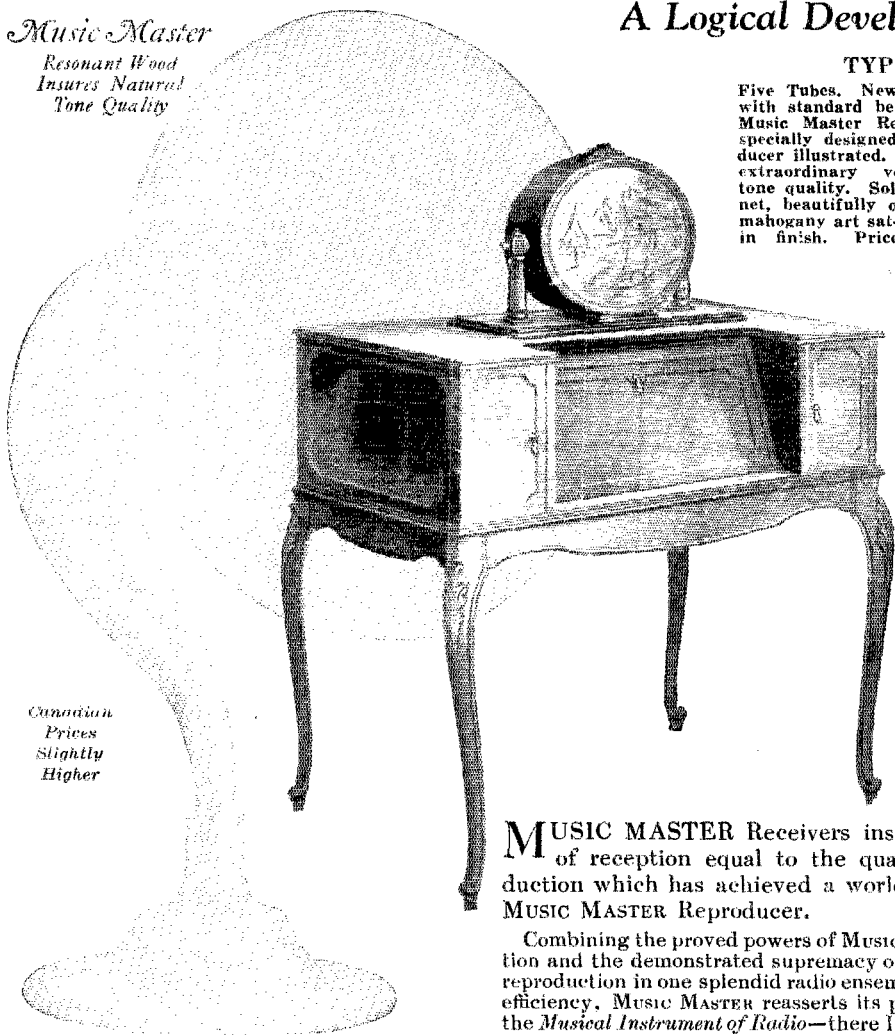 Music Master
Resonant Wood
Insures Natural
Tone Quality
A Logical Devel
TYP
Five Tubes. New
with standard be
Music Master Re
specially designed
ducer illustrated.
extraordinary v
tone quality. Sol
net, beautifully
mahogany art sat-
in finish. Price
Canadian
Prices
Slightly
Higher
MUSIC MASTER Receivers ins
of reception equal to the qua
duction which has achieved a worl
MUSIC MASTER Reproducer.
Combining the proved powers of MUSIC
tion and the demonstrated supremacy o
reproduction in one splendid radio ensem
efficiency, MUSIC MASTER reasserts its p
the Musical Instrument of Radio—there I